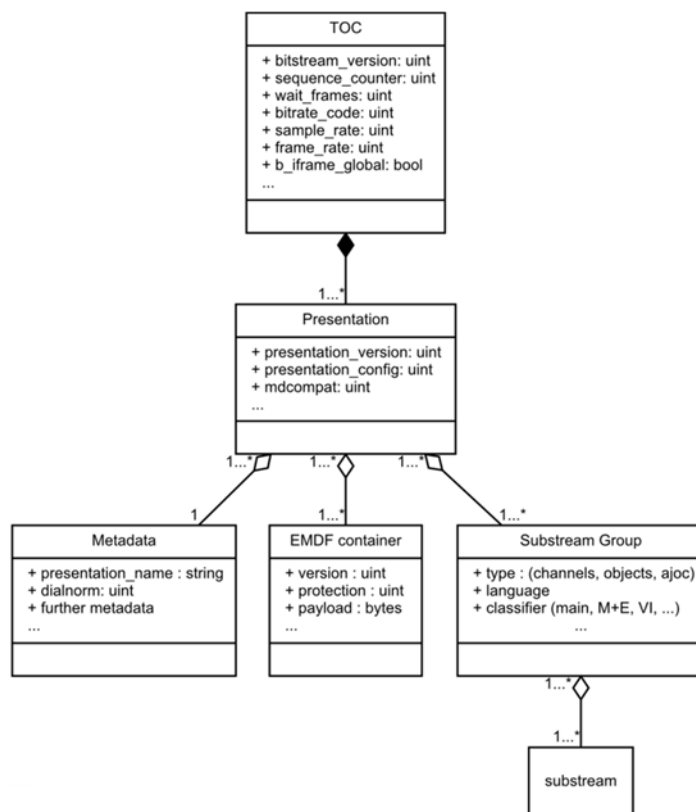 TOC
+ bitstream_version: uint
+ sequence_counter: uint
+ wait_frames: uint
+ bitrate_code: uint
+ sample_rate: uint
+ frame_rate: uint
+ b_iframe_global: bool
...
1...*
Presentation
+ presentation_version: uint
+ presentation_config: uint
+ mdcompat: uint
...
1...*
1...*
1...*
1
1...*
1...*
Metadata
+ presentation_name : string
+ dialnorm: uint
+ further metadata
...
EMDF container
+ version : uint
+ protection : uint
+ payload : bytes
...
Substream Group
+ type : (channels, objects, ajoc)
+ language
+ classifier (main, M+E, VI, ...)
...
1...*
1...*
substream